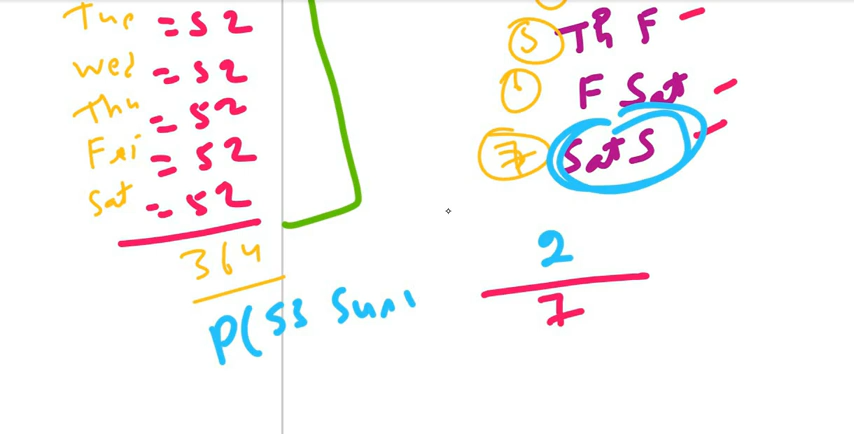 Tue = 52
Wed = 52
Thu = 52
Fri = 52
Sat = 52
364
P(53 Sun
5 Th F -
F Sat -
7 Sat S -
2
7